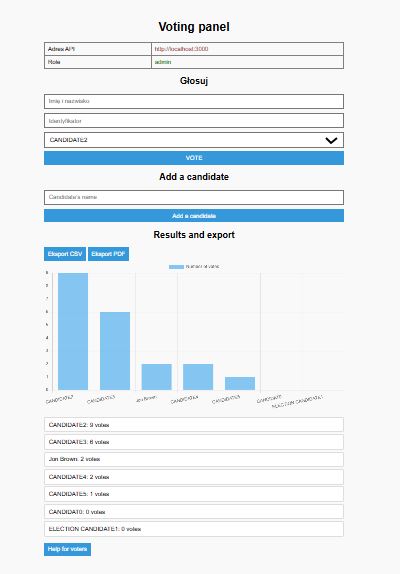 Voting panel
Adres API http://localhost:3000
Role admin
Głosuj
Imię i nazwisko
Identyfikator
CANDIDATE2
VOTE
Add a candidate
Candidate's name
Add a candidate
Results and export
Eksport CSV Eksport PDF
Number of votes
9
8
7
6
5
4
3
2
1
0
CANDIDATE2 CANDIDATE3 Jon Brown CANDIDATE4 CANDIDATE5 CANDIDAT0 ELECTION CANDIDATE1
CANDIDATE2: 9 votes
CANDIDATE3: 6 votes
Jon Brown: 2 votes
CANDIDATE4: 2 votes
CANDIDATE5: 1 votes
CANDIDAT0: 0 votes
ELECTION CANDIDATE1: 0 votes
Help for voters